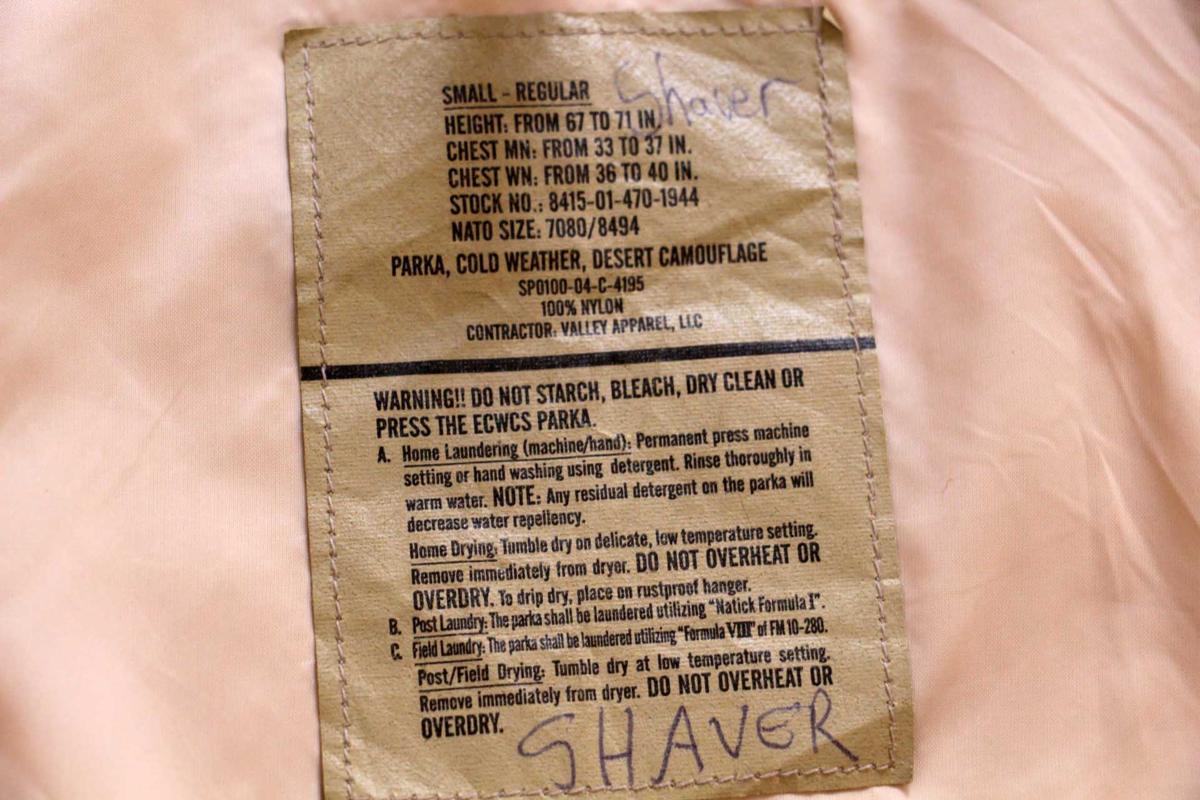 SMALL - REGULAR
Shaver
HEIGHT: FROM 67 TO 71 IN.
CHEST MN: FROM 33 TO 37 IN.
CHEST WN: FROM 36 TO 40 IN.
STOCK NO.: 8415-01-470-1944
NATO SIZE: 7080/8494
PARKA, COLD WEATHER, DESERT CAMOUFLAGE
SP0100-04-C-4195
100% NYLON
CONTRACTOR: VALLEY APPAREL, LLC
WARNING!! DO NOT STARCH, BLEACH, DRY CLEAN OR
PRESS THE ECWCS PARKA.
A. Home Laundering (machine/hand): Permanent press machine
setting or hand washing using detergent. Rinse thoroughly in
warm water. NOTE: Any residual detergent on the parka will
decrease water repellency.
Home Drying: Tumble dry on delicate, low temperature setting.
Remove immediately from dryer. DO NOT OVERHEAT OR
OVERDRY. To drip dry, place on rustproof hanger.
B. Post Laundry: The parka shall be laundered utilizing "Natick Formula I".
C. Field Laundry: The parka shall be laundered utilizing "Formula VIII" of FM 10-280.
Post/Field Drying: Tumble dry at low temperature setting.
Remove immediately from dryer. DO NOT OVERHEAT OR
OVERDRY.
SHAVER